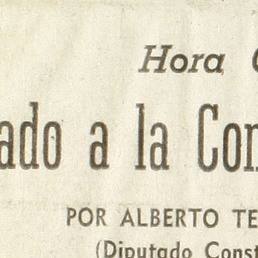 Hora
ado a la Con
POR ALBERTO TE
(Diputado Const